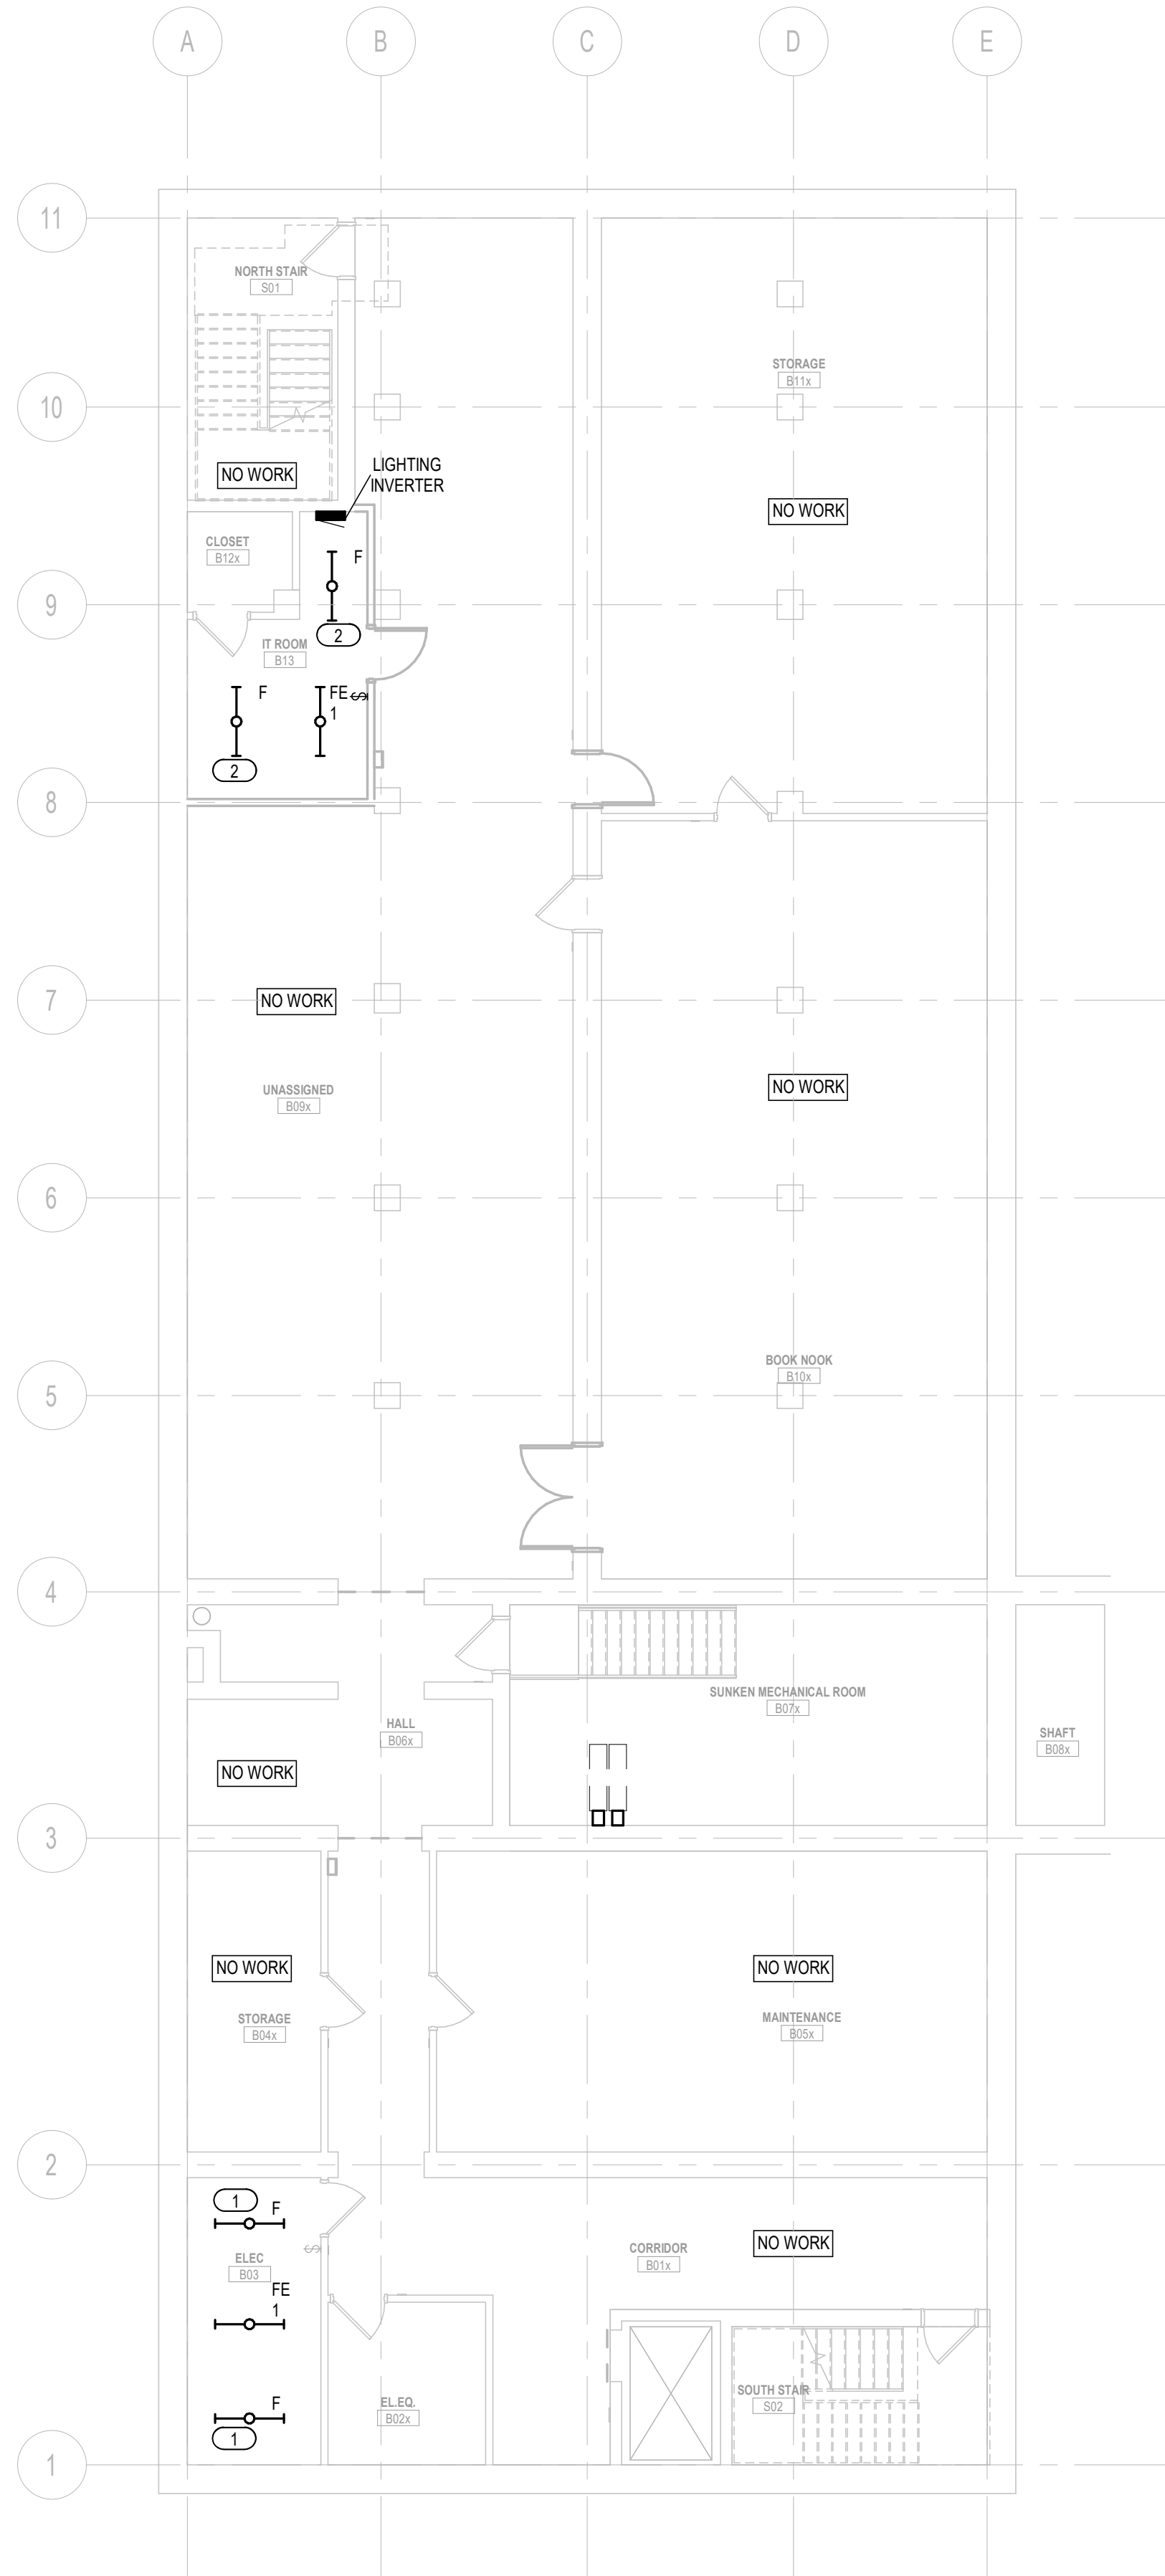 A
B
C
D
E
11
NORTH STAIR
S01
STORAGE
B11x
10
LIGHTING
INVERTER
NO WORK
NO WORK
CLOSET
B12x
F
9
2
IT ROOM
B13
F
FE
$
1
2
8
7
NO WORK
NO WORK
UNASSIGNED
B09x
6
BOOK NOOK
B10x
5
4
SUNKEN MECHANICAL ROOM
B07x
HALL
B06x
SHAFT
B08x
NO WORK
3
NO WORK
NO WORK
STORAGE
B04x
MAINTENANCE
B05x
2
1
F
NO WORK
$
CORRIDOR
B01x
ELEC
B03
FE
1
SOUTH STAIR
S02
F
EL.EQ.
B02x
1
1